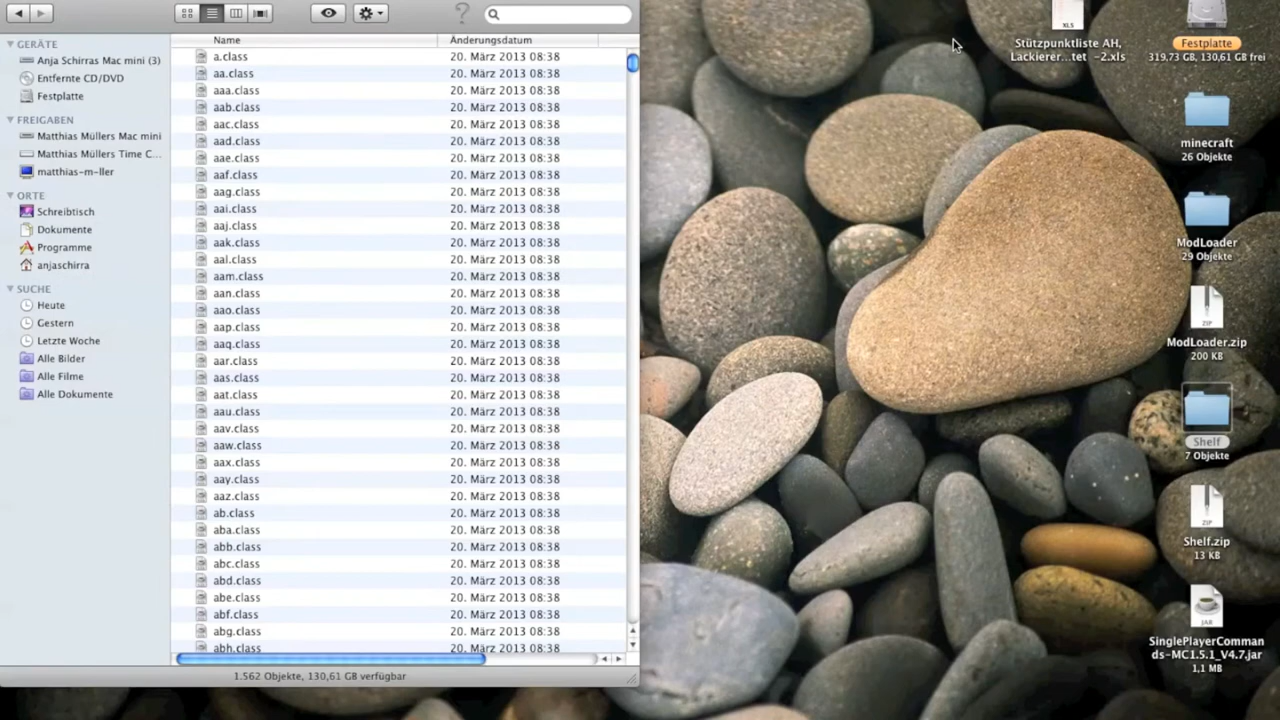 Name
Änderungsdatum
GERÄTE
Anja Schirras Mac mini (3)
Entfernte CD/DVD
Festplatte
FREIGABEN
Matthias Müllers Mac mini
Matthias Müllers Time C...
matthias-m-ller
ORTE
Schreibtisch
Dokumente
Programme
anjaschirra
SUCHE
Heute
Gestern
Letzte Woche
Alle Bilder
Alle Filme
Alle Dokumente
a.class 20. März 2013 08:38
aa.class 20. März 2013 08:38
aaa.class 20. März 2013 08:38
aab.class 20. März 2013 08:38
aac.class 20. März 2013 08:38
aad.class 20. März 2013 08:38
aae.class 20. März 2013 08:38
aaf.class 20. März 2013 08:38
aag.class 20. März 2013 08:38
aai.class 20. März 2013 08:38
aaj.class 20. März 2013 08:38
aak.class 20. März 2013 08:38
aal.class 20. März 2013 08:38
aam.class 20. März 2013 08:38
aan.class 20. März 2013 08:38
aao.class 20. März 2013 08:38
aap.class 20. März 2013 08:38
aaq.class 20. März 2013 08:38
aar.class 20. März 2013 08:38
aas.class 20. März 2013 08:38
aat.class 20. März 2013 08:38
aau.class 20. März 2013 08:38
aav.class 20. März 2013 08:38
aaw.class 20. März 2013 08:38
aax.class 20. März 2013 08:38
aay.class 20. März 2013 08:38
aaz.class 20. März 2013 08:38
ab.class 20. März 2013 08:38
aba.class 20. März 2013 08:38
abb.class 20. März 2013 08:38
abc.class 20. März 2013 08:38
abd.class 20. März 2013 08:38
abe.class 20. März 2013 08:38
abf.class 20. März 2013 08:38
abg.class 20. März 2013 08:38
abh.class 20. März 2013 08:38
1.562 Objekte, 130,61 GB verfügbar
XLS
Stützpunktliste AH,
Lackierer...tet -2.xls
Festplatte
319,73 GB, 130,61 GB frei
minecraft
26 Objekte
ModLoader
29 Objekte
ZIP
ModLoader.zip
200 KB
Shelf
7 Objekte
ZIP
Shelf.zip
13 KB
JAR
SinglePlayerComman
ds-MC1.5.1_V4.7.jar
1,1 MB